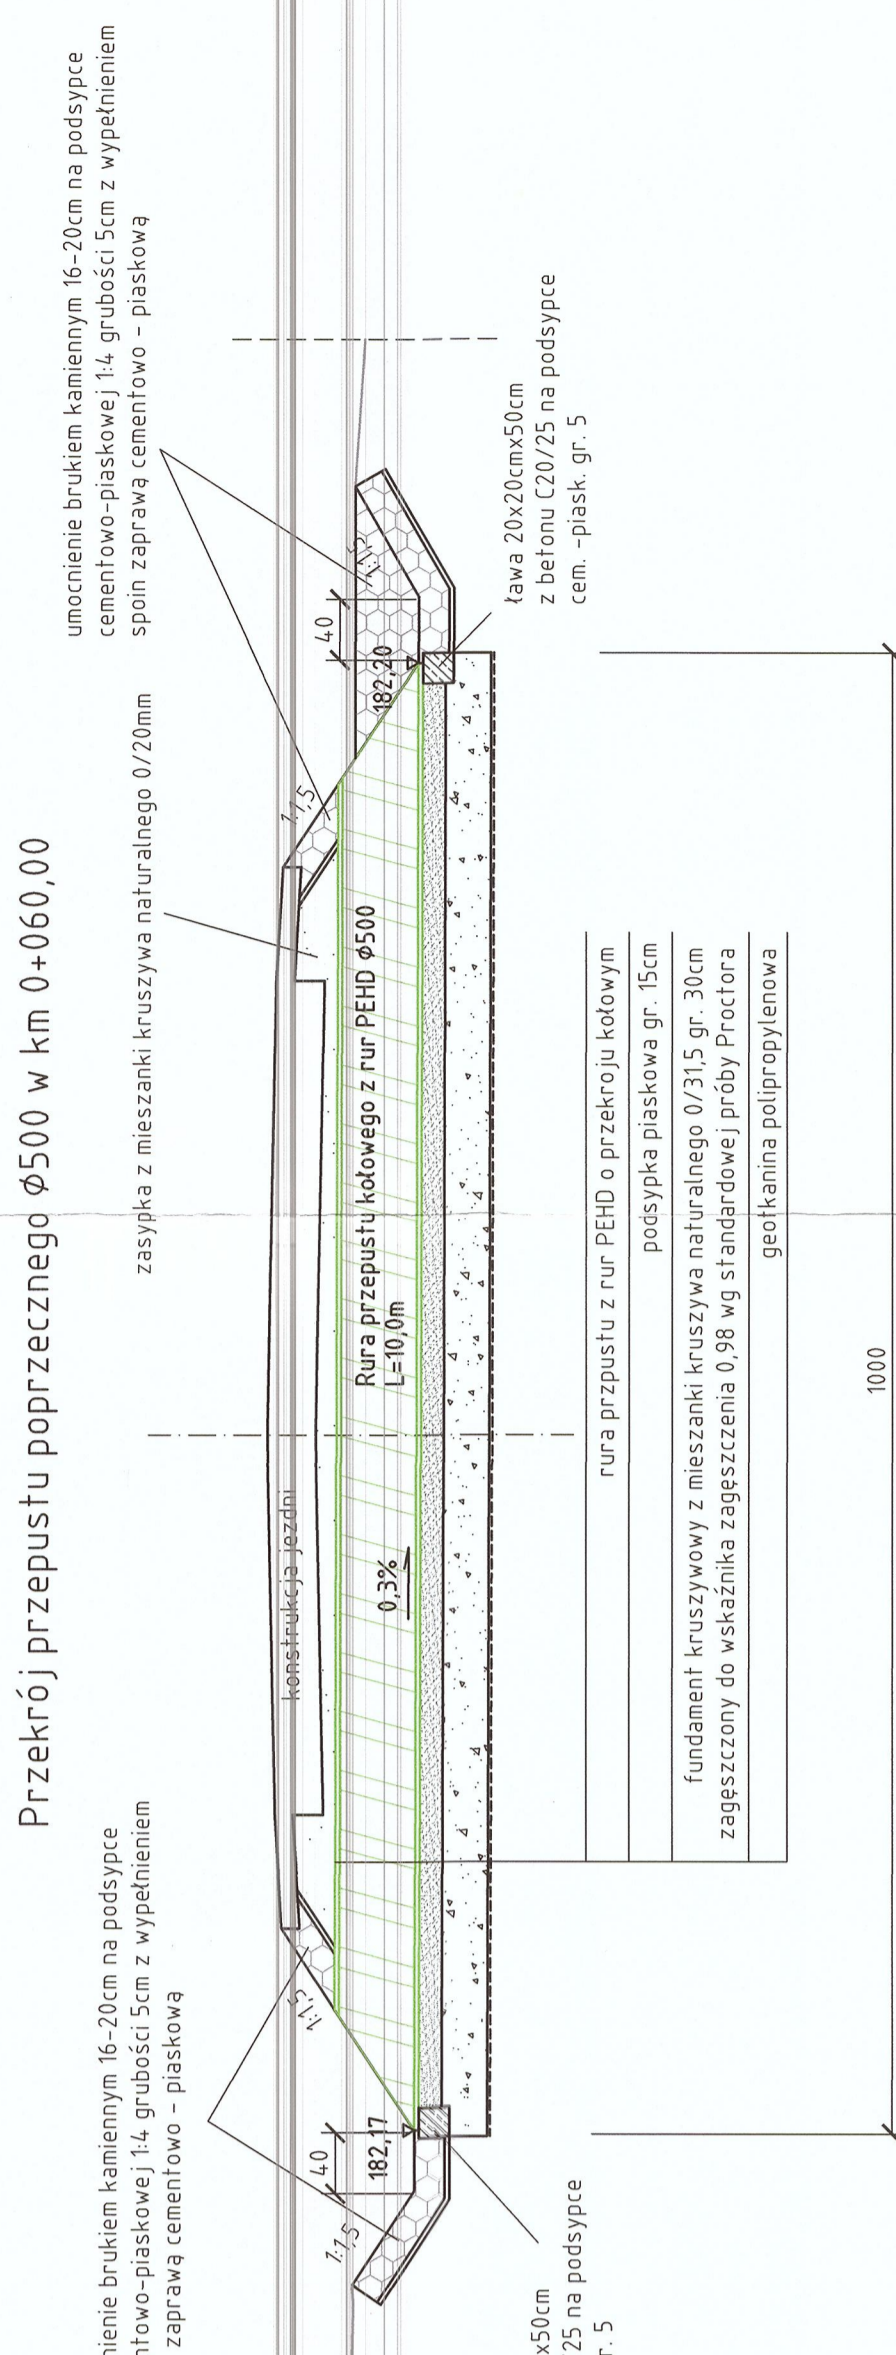 Przekrój przepustu poprzecznego ϕ500 w km 0+060,00
nienie brukiem kamiennym 16-20cm na podsypce
ntowo-piaskowej 1:4 grubości 5cm z wypełnieniem
zaprawą cementowo - piaskową
zasypka z mieszanki kruszywa naturalnego 0/20mm
umocnienie brukiem kamiennym 16-20cm na podsypce
cementowo-piaskowej 1:4 grubości 5cm z wypełnieniem
spoin zaprawą cementowo - piaskową
1:1,5
40
182,17
1:1,5
konstrukcja jezdni
0,3%
Rura przepustu kołowego z rur PEHD ϕ500
L=10,0m
1:1,5
182,20
40
1:1,5
x50cm
25 na podsypce
r. 5
ława 20x20cmx50cm
z betonu C20/25 na podsypce
cem. -piask. gr. 5
rura przpustu z rur PEHD o przekroju kołowym
podsypka piaskowa gr. 15cm
fundament kruszywowy z mieszanki kruszywa naturalnego 0/31,5 gr. 30cm
zagęszczony do wskaźnika zagęszczenia 0,98 wg standardowej próby Proctora
geotkanina polipropylenowa
1000